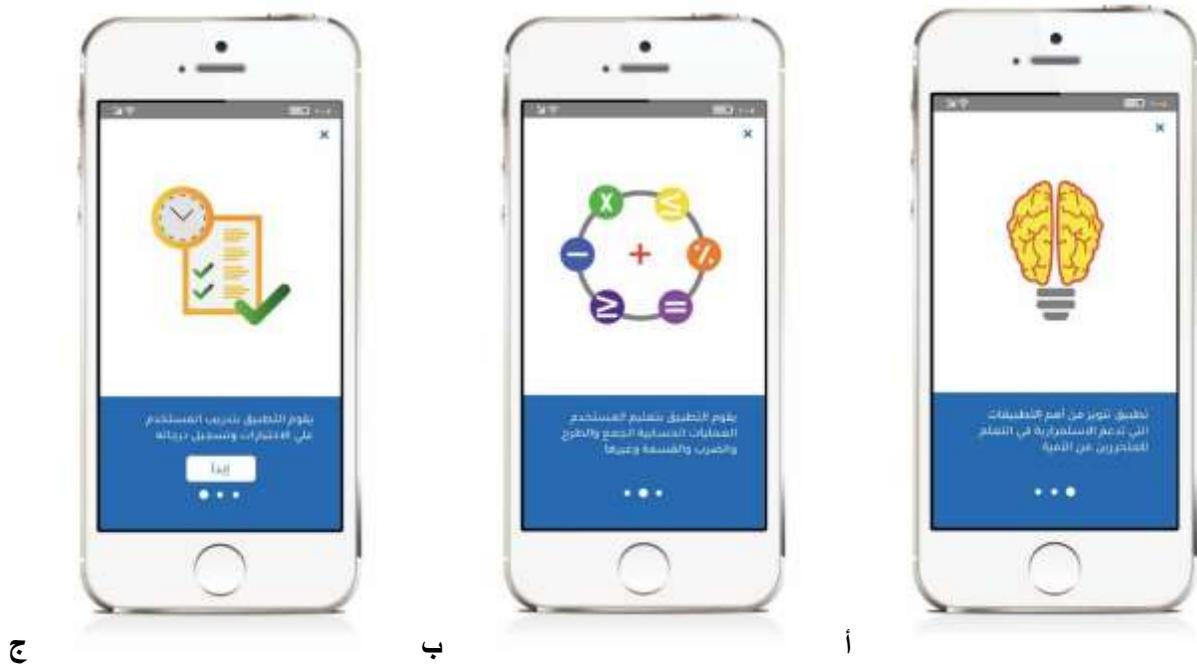 تطبيق تنوير من أهم التطبيقات
التي تدعم الاستمرارية في التعلم
للمتحررين من الأمية
أ
× ≤ ٪ = ≥ − +
يقوم التطبيق بتعليم المستخدم
العمليات الحسابية الجمع والطرح
والضرب والقسمة وغيرها
ب
يقوم التطبيق بتدريب المستخدم
على الاختبارات وتسجيل درجاته
إبدأ
ج